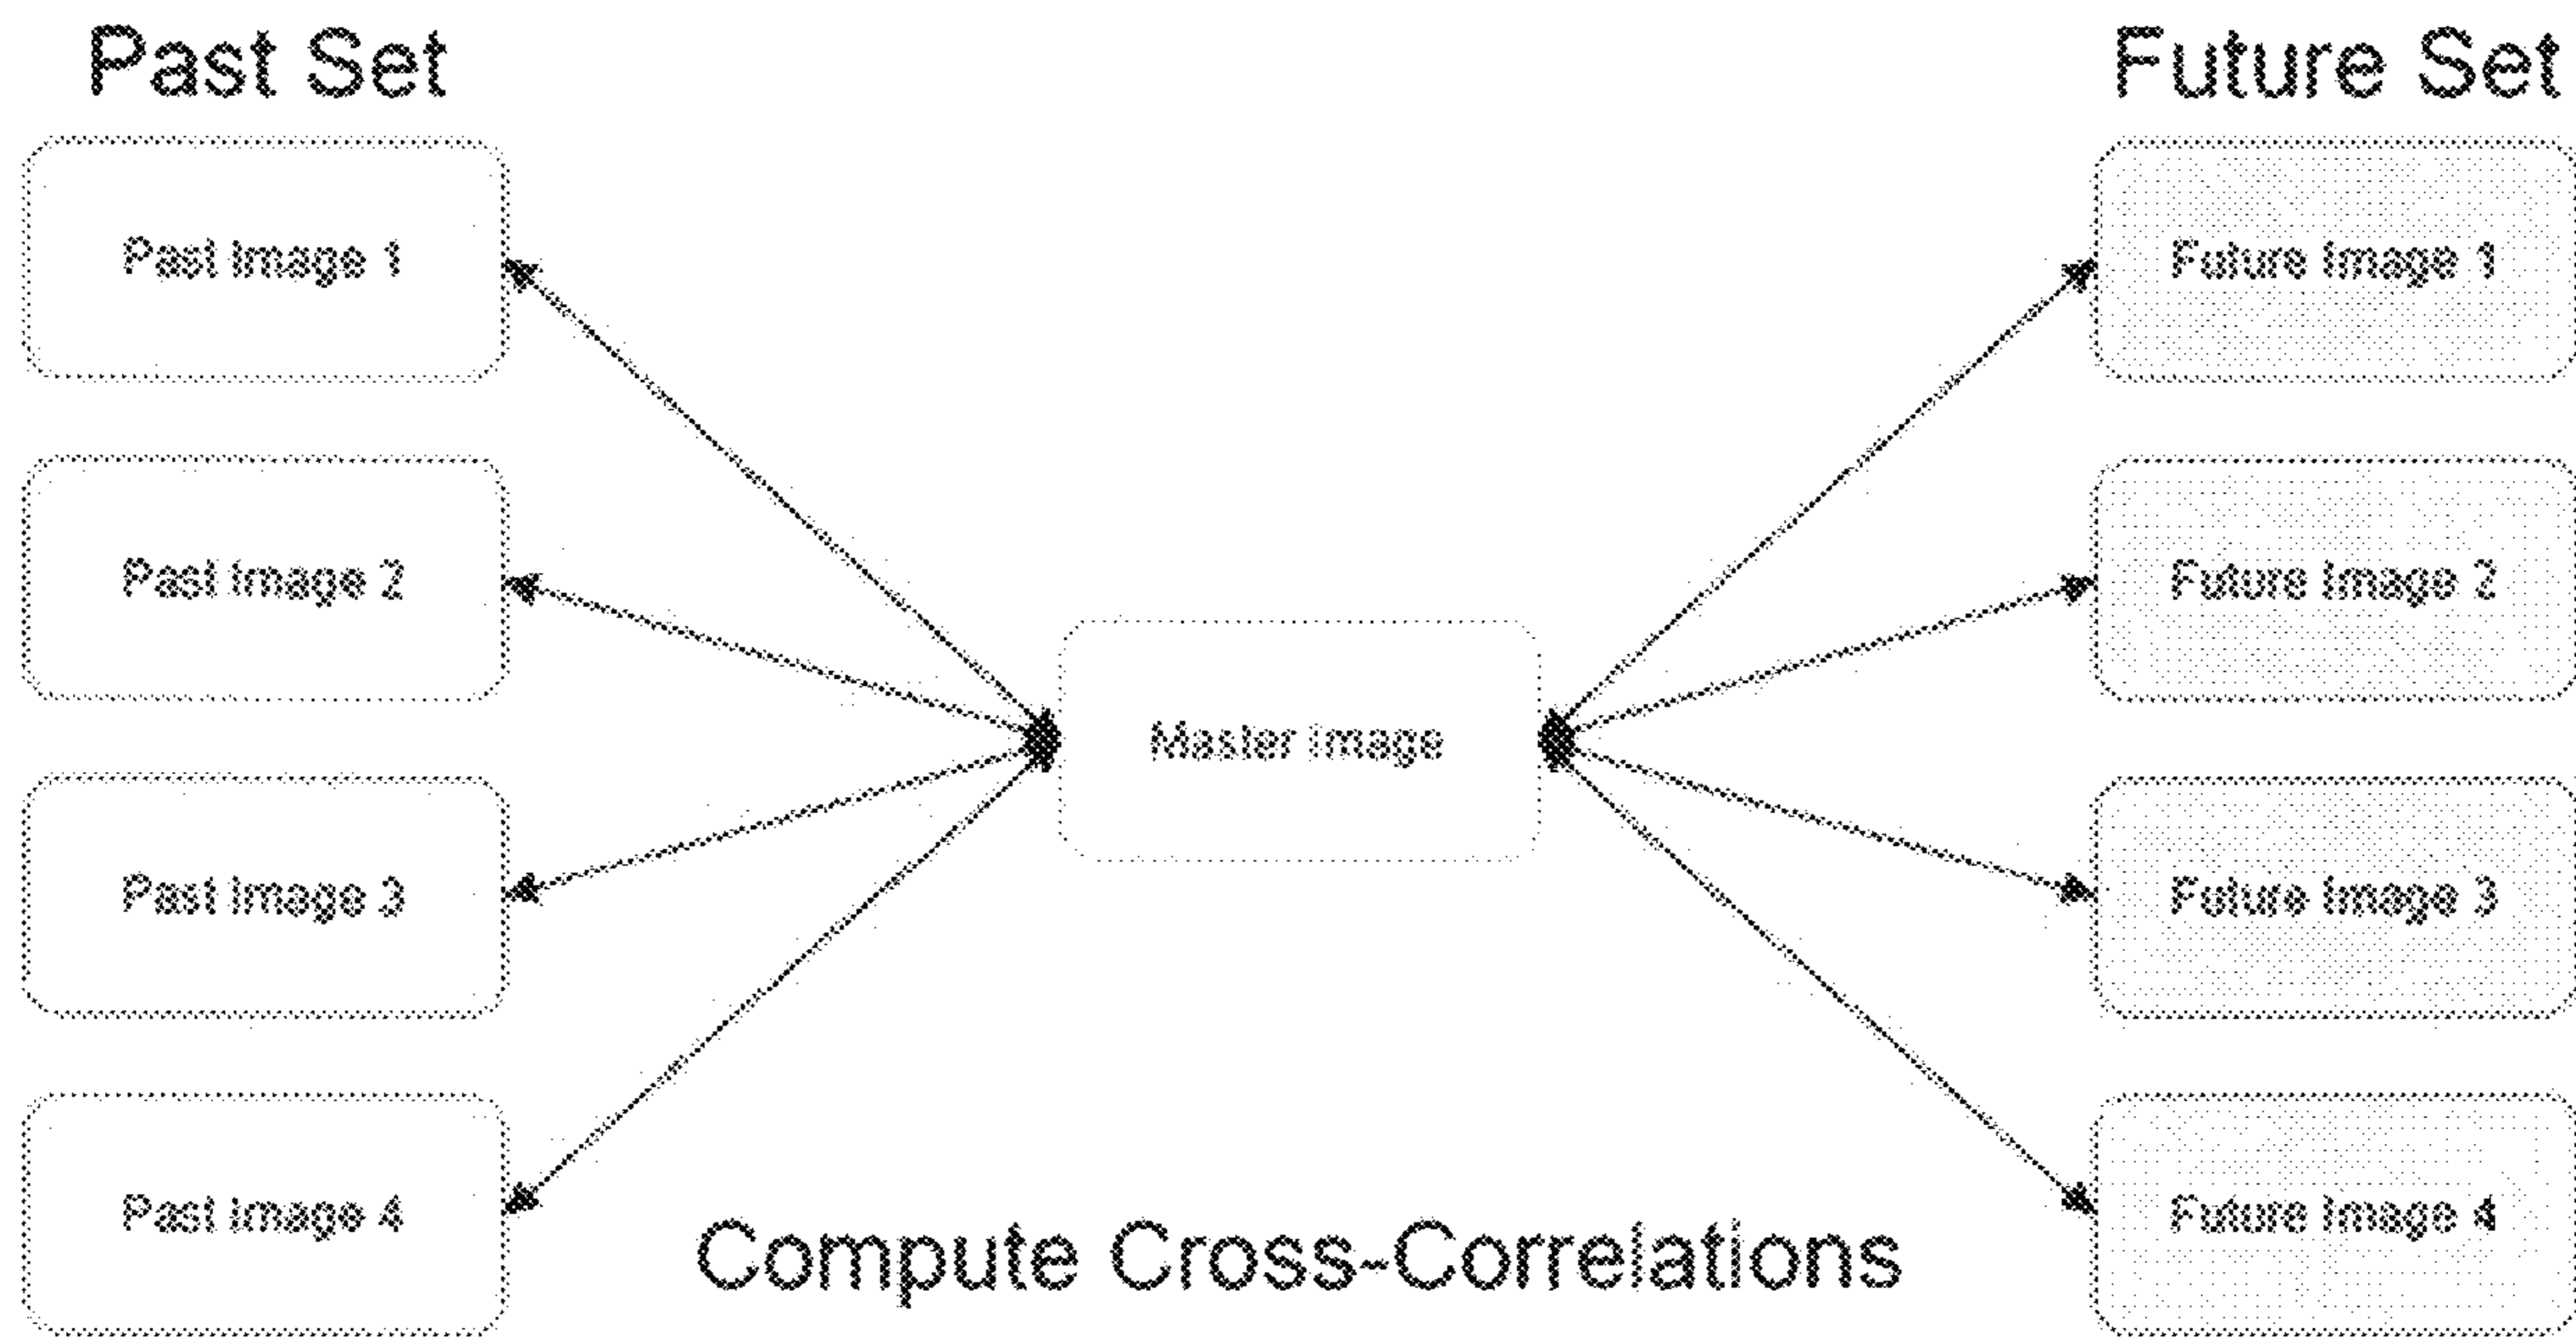 Past Set
Future Set
Past Image 1
Future Image 1
Past Image 2
Future Image 2
Master Image
Past Image 3
Future Image 3
Past Image 4
Future Image 4
Compute Cross-Correlations